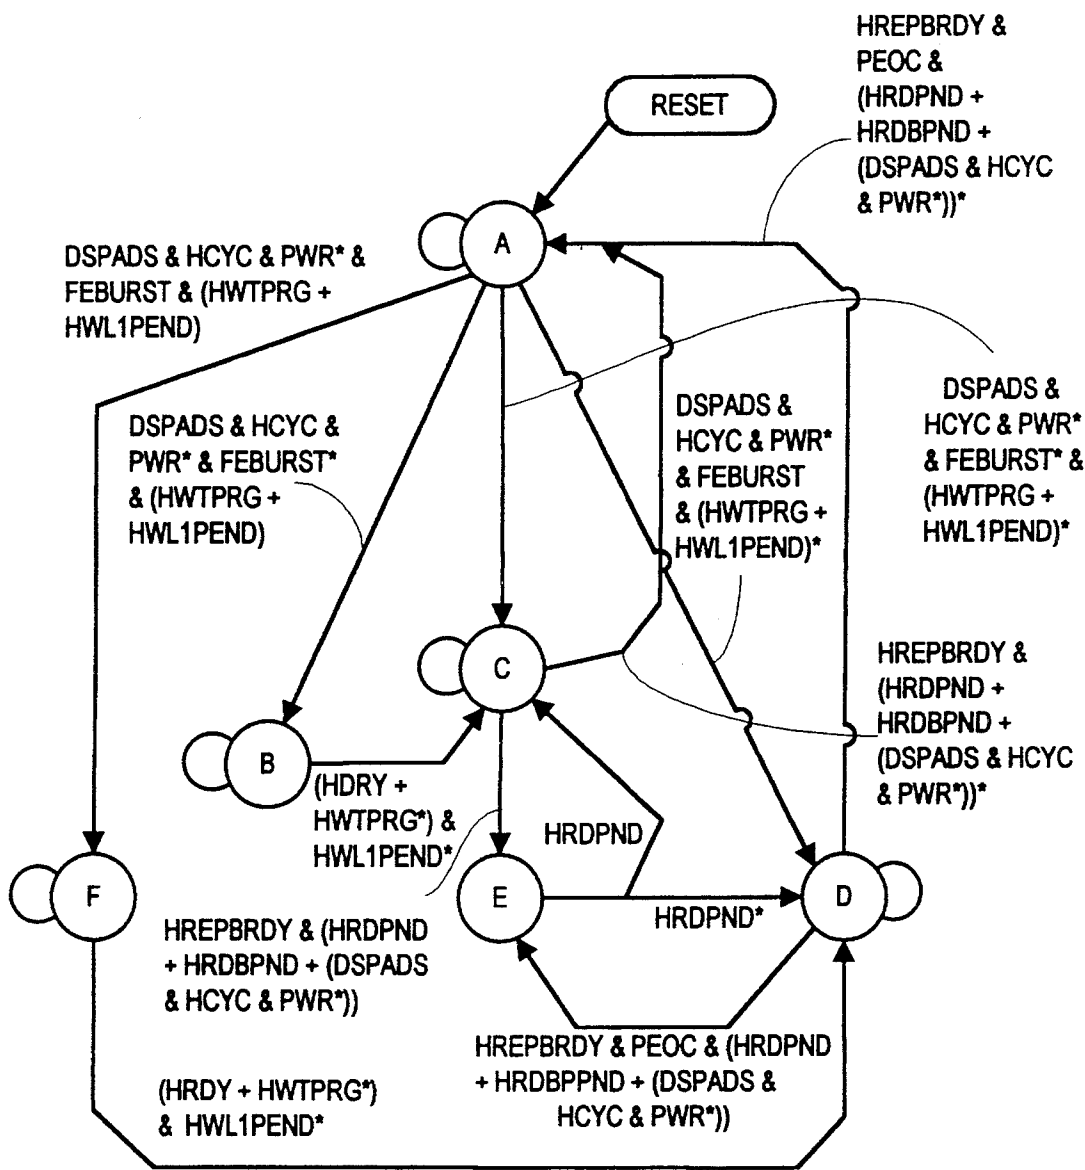 HREPBRDY &
PEOC &
(HRDPND +
HRDBPND +
(DSPADS & HCYC
& PWR*))*
RESET
A
DSPADS & HCYC & PWR* &
FEBURST & (HWTPRG +
HWL1PEND)
DSPADS & HCYC &
PWR* & FEBURST*
& (HWTPRG +
HWL1PEND)
DSPADS &
HCYC & PWR*
& FEBURST
& (HWTPRG +
HWL1PEND)*
DSPADS &
HCYC & PWR*
& FEBURST* &
(HWTPRG +
HWL1PEND)*
C
HREPBRDY &
(HRDPND +
HRDBPND +
(DSPADS & HCYC
& PWR*))*
B
(HDRY +
HWTPRG*) &
HWL1PEND*
HRDPND
F
E
D
HRDPND*
HREPBRDY & (HRDPND
+ HRDBPND + (DSPADS
& HCYC & PWR*))
HREPBRDY & PEOC & (HRDPND
+ HRDBPPND + (DSPADS &
HCYC & PWR*))
(HRDY + HWTPRG*)
& HWL1PEND*